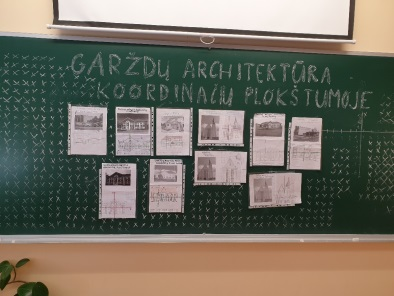 GARŽDŲ ARCHITEKTŪRA
KOORDINAČIŲ PLOKŠTUMOJE